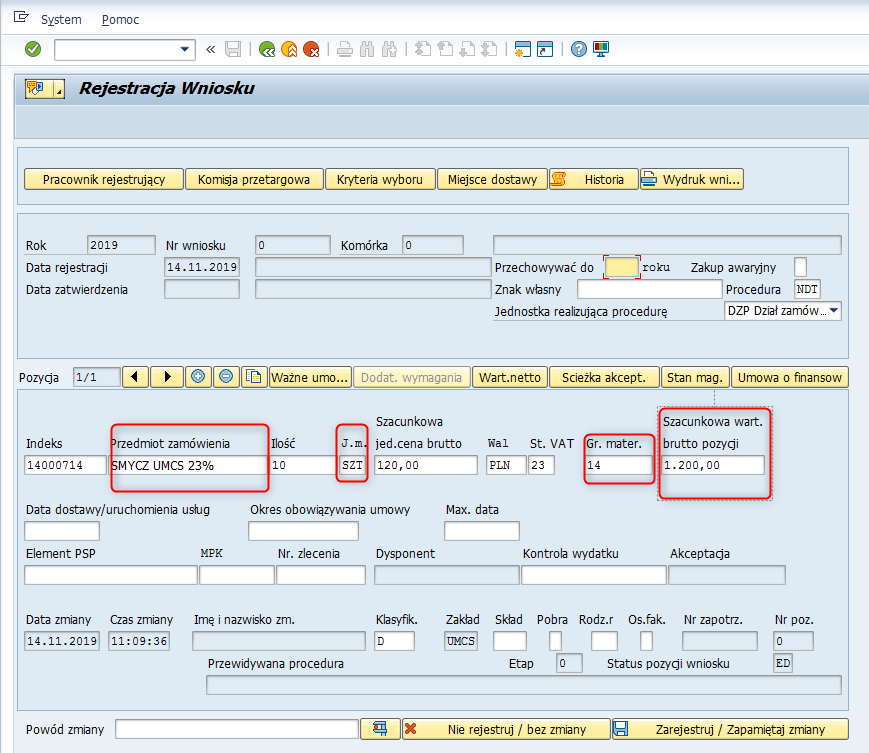 System Pomoc
Rejestracja Wniosku
Pracownik rejestrujący Komisja przetargowa Kryteria wyboru Miejsce dostawy Historia Wydruk wni...
Rok 2019 Nr wniosku 0 Komórka 0
Data rejestracji 14.11.2019 Przechowywać do roku Zakup awaryjny
Data zatwierdzenia Znak własny Procedura NDT
Jednostka realizująca procedurę DZP Dział zamów...
Pozycja 1/1 Ważne umo... Dodat. wymagania Wart.netto Scieżka akcept. Stan mag. Umowa o finansow
Szacunkowa Szacunkowa wart.
Indeks Przedmiot zamówienia Ilość J.m. jed.cena brutto Wal St. VAT Gr. mater. brutto pozycji
14000714 SMYCZ UMCS 23% 10 SZT 120,00 PLN 23 14 1.200,00
Data dostawy/uruchomienia usług Okres obowiązywania umowy Max. data
Element PSP MPK Nr. zlecenia Dysponent Kontrola wydatku Akceptacja
Data zmiany Czas zmiany Imę i nazwisko zm. Klasyfik. Zakład Skład Pobra Rodz.r Os.fak. Nr zapotrz. Nr poz.
14.11.2019 11:09:36 D UMCS 0
Przewidywana procedura Etap 0 Status pozycji wniosku ED
Powód zmiany Nie rejestruj / bez zmiany Zarejestruj / Zapamiętaj zmiany